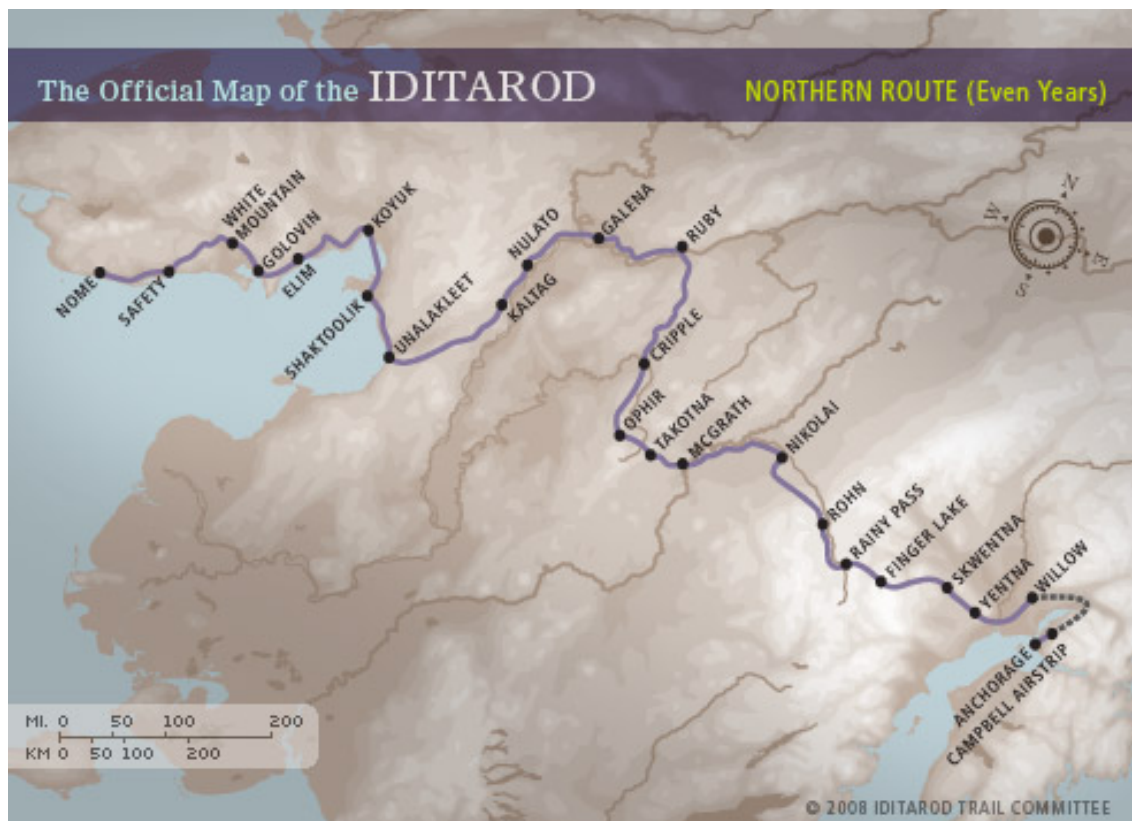 The Official Map of the IDITAROD
NORTHERN ROUTE (Even Years)
N
W
E
S
NOME
SAFETY
WHITE
MOUNTAIN
GOLOVIN
ELIM
KOYUK
SHAKTOOLIK
UNALAKLEET
KALTAG
NULATO
GALENA
RUBY
CRIPPLE
OPHIR
TAKOTNA
MCGRATH
NIKOLAI
ROHN
RAINY PASS
FINGER LAKE
SKWENTNA
YENTNA
WILLOW
ANCHORAGE
CAMPBELL AIRSTRIP
MI. 0 50 100 200
KM 0 50 100 200
© 2008 IDITAROD TRAIL COMMITTEE